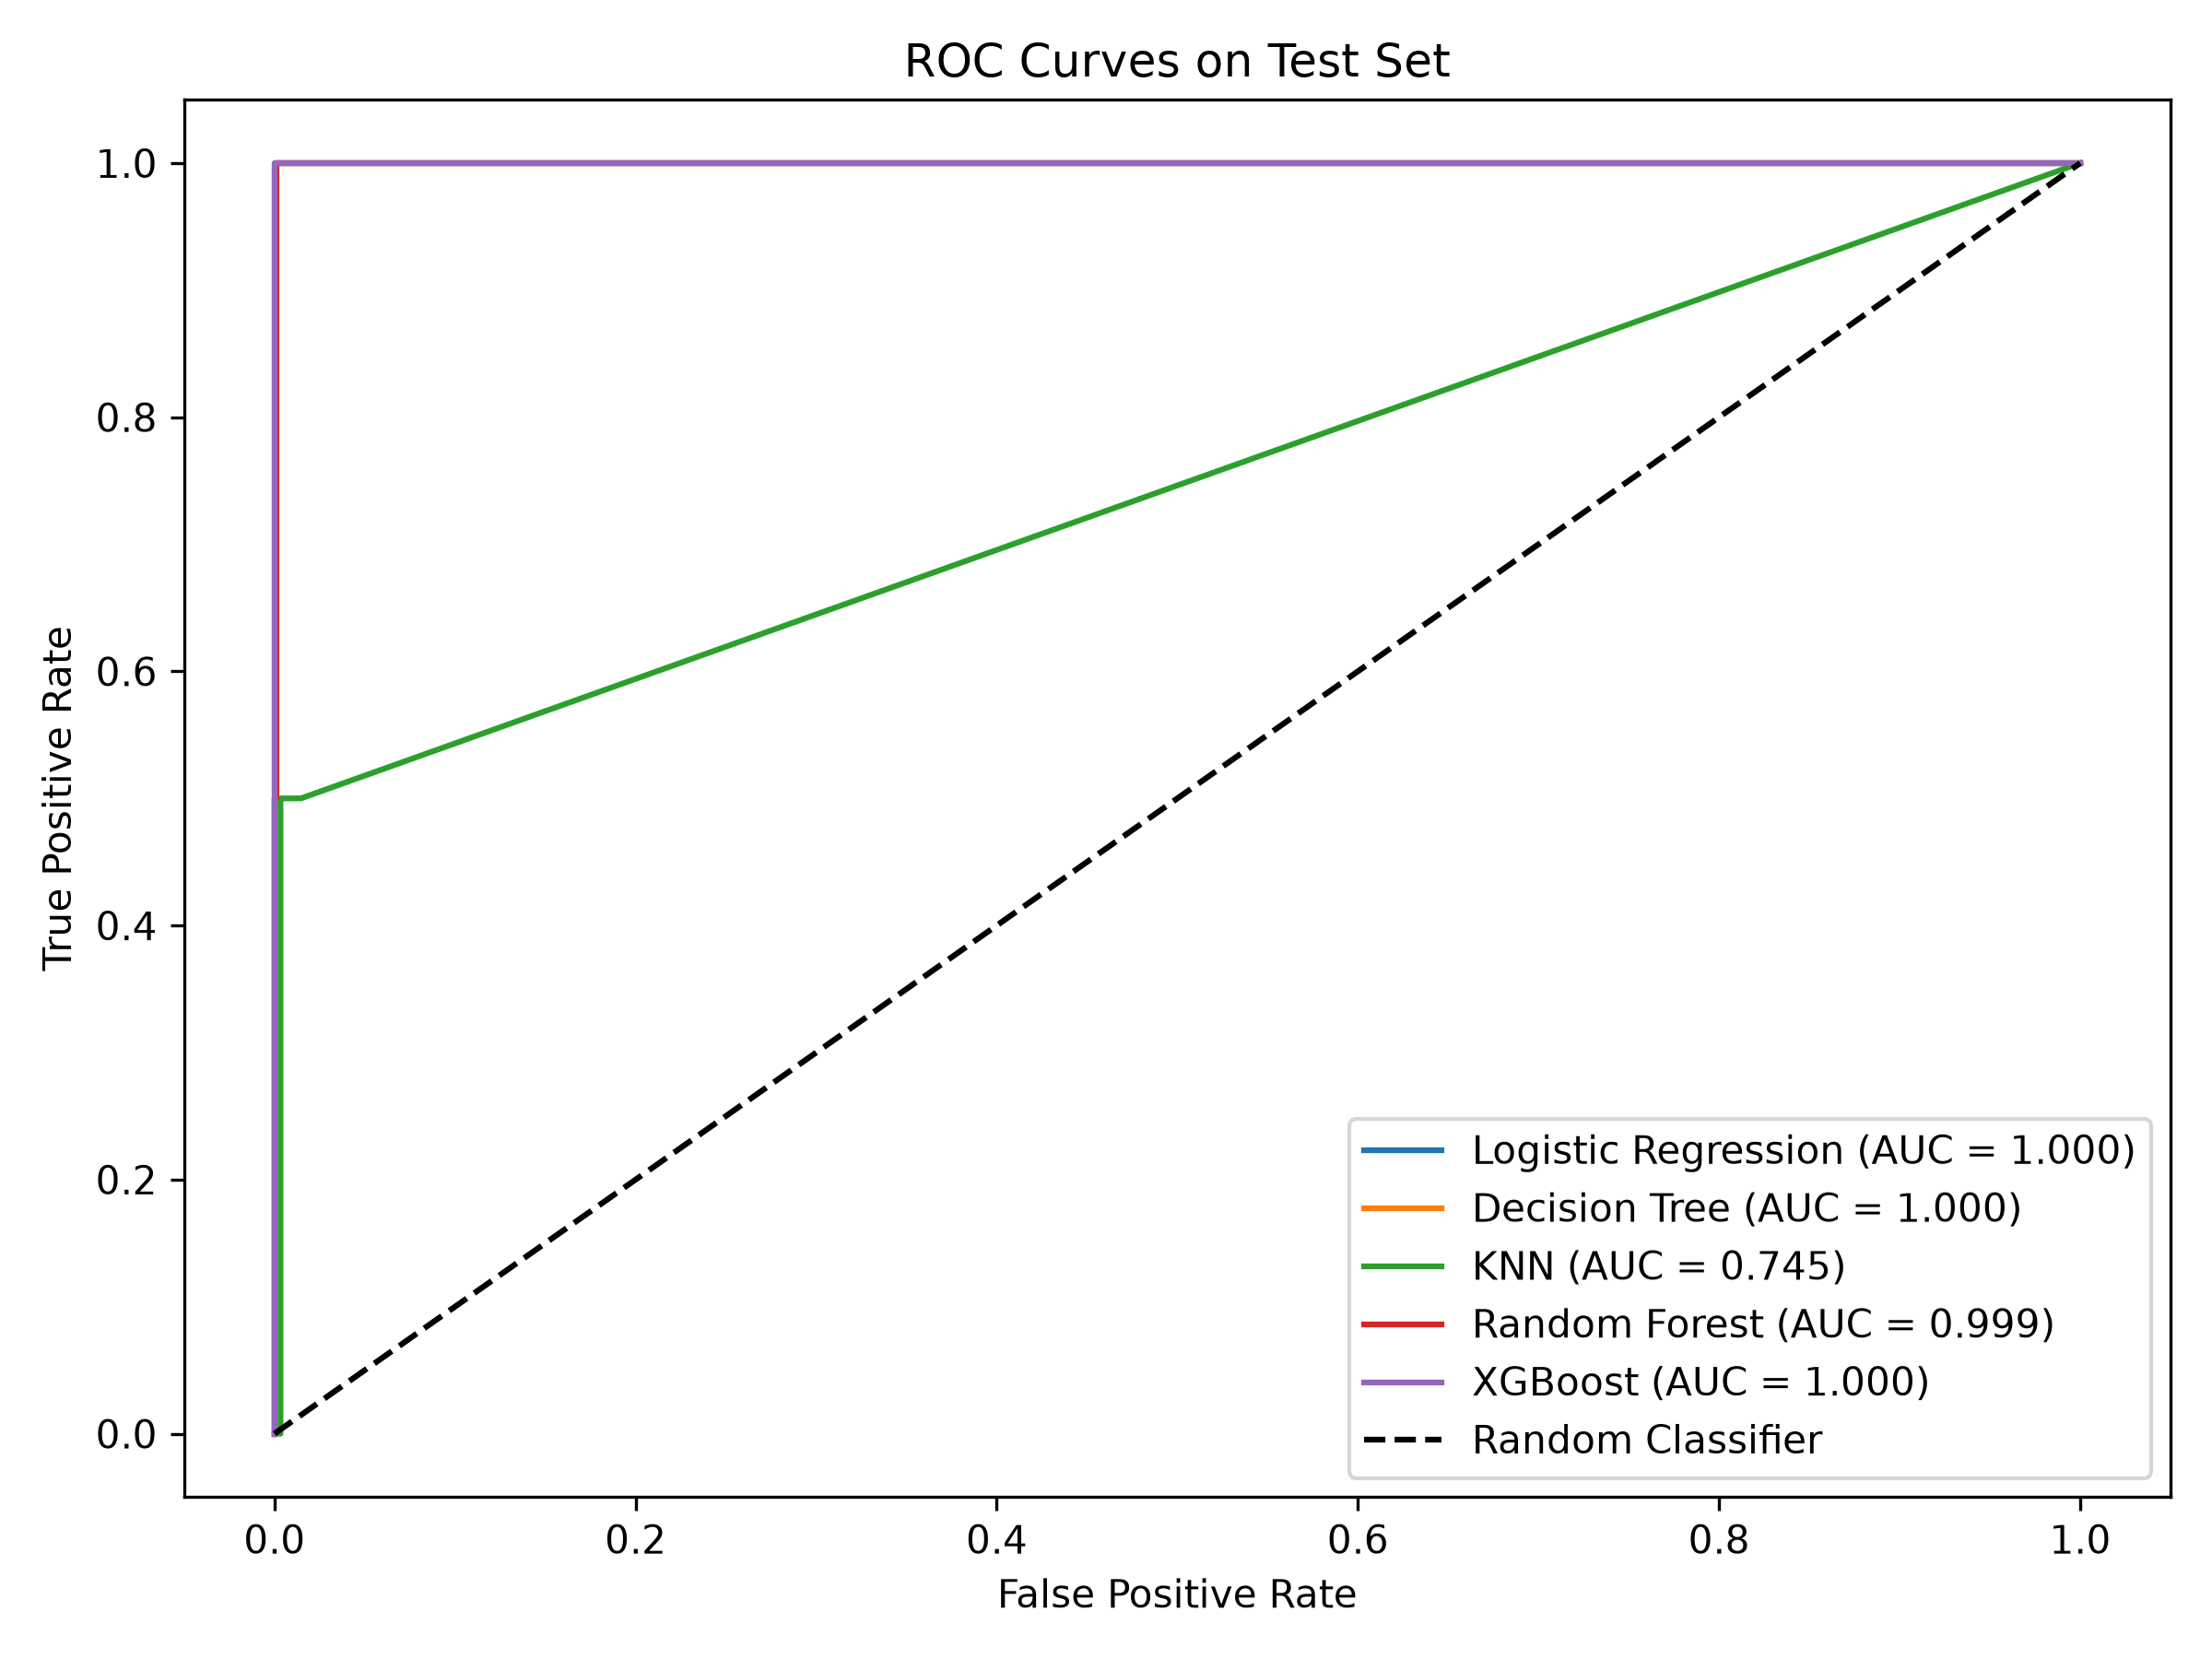 ROC Curves on Test Set
True Positive Rate
1.0
0.8
0.6
0.4
0.2
0.0
Logistic Regression (AUC = 1.000)
Decision Tree (AUC = 1.000)
KNN (AUC = 0.745)
Random Forest (AUC = 0.999)
XGBoost (AUC = 1.000)
Random Classifier
0.0 0.2 0.4 0.6 0.8 1.0
False Positive Rate